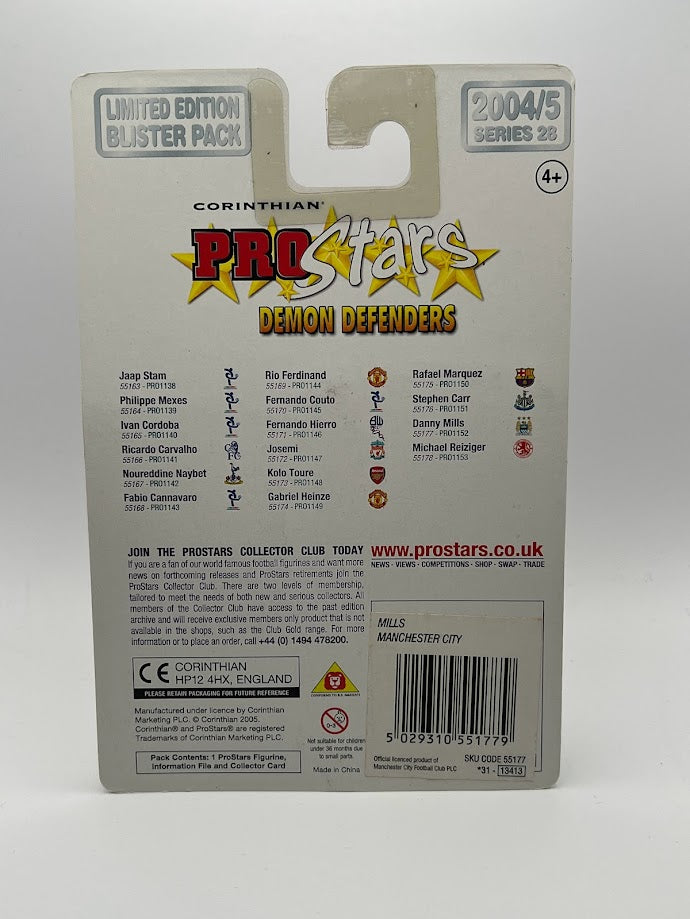 LIMITED EDITION
BLISTER PACK
2004/5
SERIES 28
4+
CORINTHIAN®
PROStars
DEMON DEFENDERS
Jaap Stam
55163 - PRO1138
Philippe Mexes
55164 - PRO1139
Ivan Cordoba
55165 - PRO1140
Ricardo Carvalho
55166 - PRO1141
Noureddine Naybet
55167 - PRO1142
Fabio Cannavaro
55168 - PRO1143
Rio Ferdinand
55169 - PRO1144
Fernando Couto
55170 - PRO1145
Fernando Hierro
55171 - PRO1146
Josemi
55172 - PRO1147
Kolo Toure
55173 - PRO1148
Gabriel Heinze
55174 - PRO1149
Rafael Marquez
55175 - PRO1150
Stephen Carr
55176 - PRO1151
Danny Mills
55177 - PRO1152
Michael Reiziger
55178 - PRO1153
JOIN THE PROSTARS COLLECTOR CLUB TODAY
If you are a fan of our world famous football figurines and want more
news on forthcoming releases and ProStars retirements join the
ProStars Collector Club. There are two levels of membership,
tailored to meet the needs of both new and serious collectors. All
members of the Collector Club have access to the past edition
archive and will receive exclusive members only product that is not
available in the shops, such as the Club Gold range. For more
information or to place an order, call +44 (0) 1494 478200.
www.prostars.co.uk
NEWS · VIEWS · COMPETITIONS · SHOP · SWAP · TRADE
CE CORINTHIAN
HP12 4HX, ENGLAND
PLEASE RETAIN PACKAGING FOR FUTURE REFERENCE
Manufactured under licence by Corinthian
Marketing PLC. © Corinthian 2005.
Corinthian® and ProStars® are registered
Trademarks of Corinthian Marketing PLC.
Pack Contents: 1 ProStars Figurine,
Information File and Collector Card
0-3
Not suitable for children
under 36 months due
to small parts.
Made in China
MILLS
MANCHESTER CITY
5 029310 551779
Official licenced product of
Manchester City Football Club PLC
SKU CODE 55177
*31 - 13413